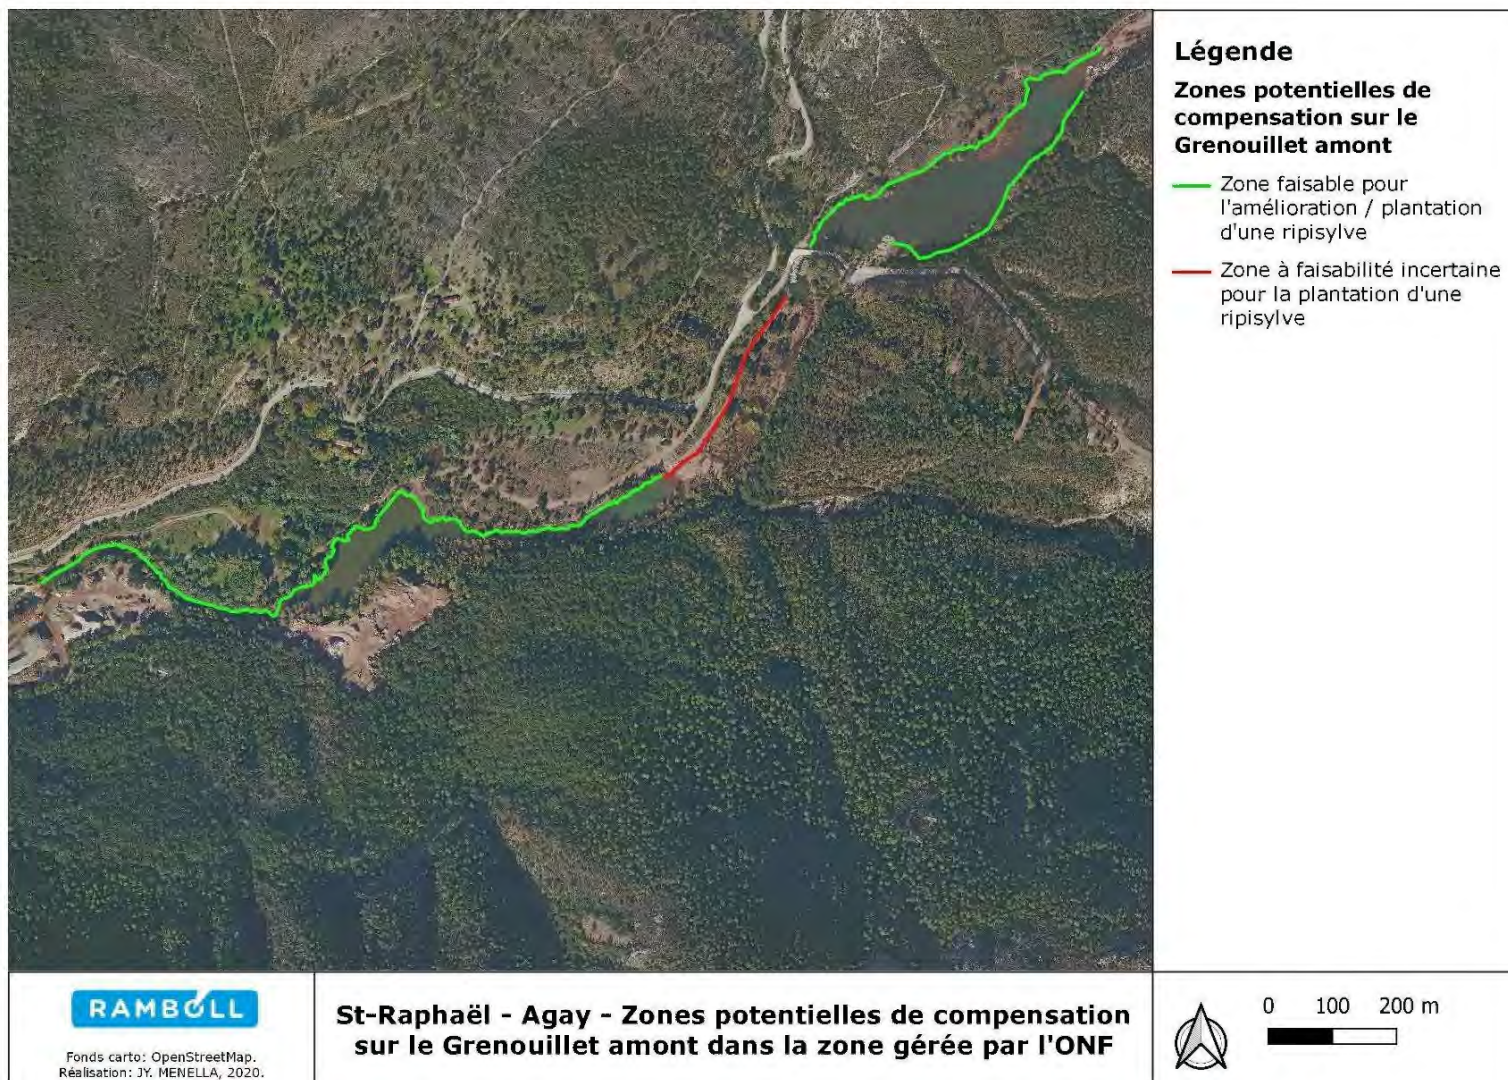 Légende
Zones potentielles de
compensation sur le
Grenouillet amont
Zone faisable pour
l'amélioration / plantation
d'une ripisylve
Zone à faisabilité incertaine
pour la plantation d'une
ripisylve
RAMBOLL
Fonds carto: OpenStreetMap.
Réalisation: JY. MENELLA, 2020.
St-Raphaël - Agay - Zones potentielles de compensation
sur le Grenouillet amont dans la zone gérée par l'ONF
0 100 200 m